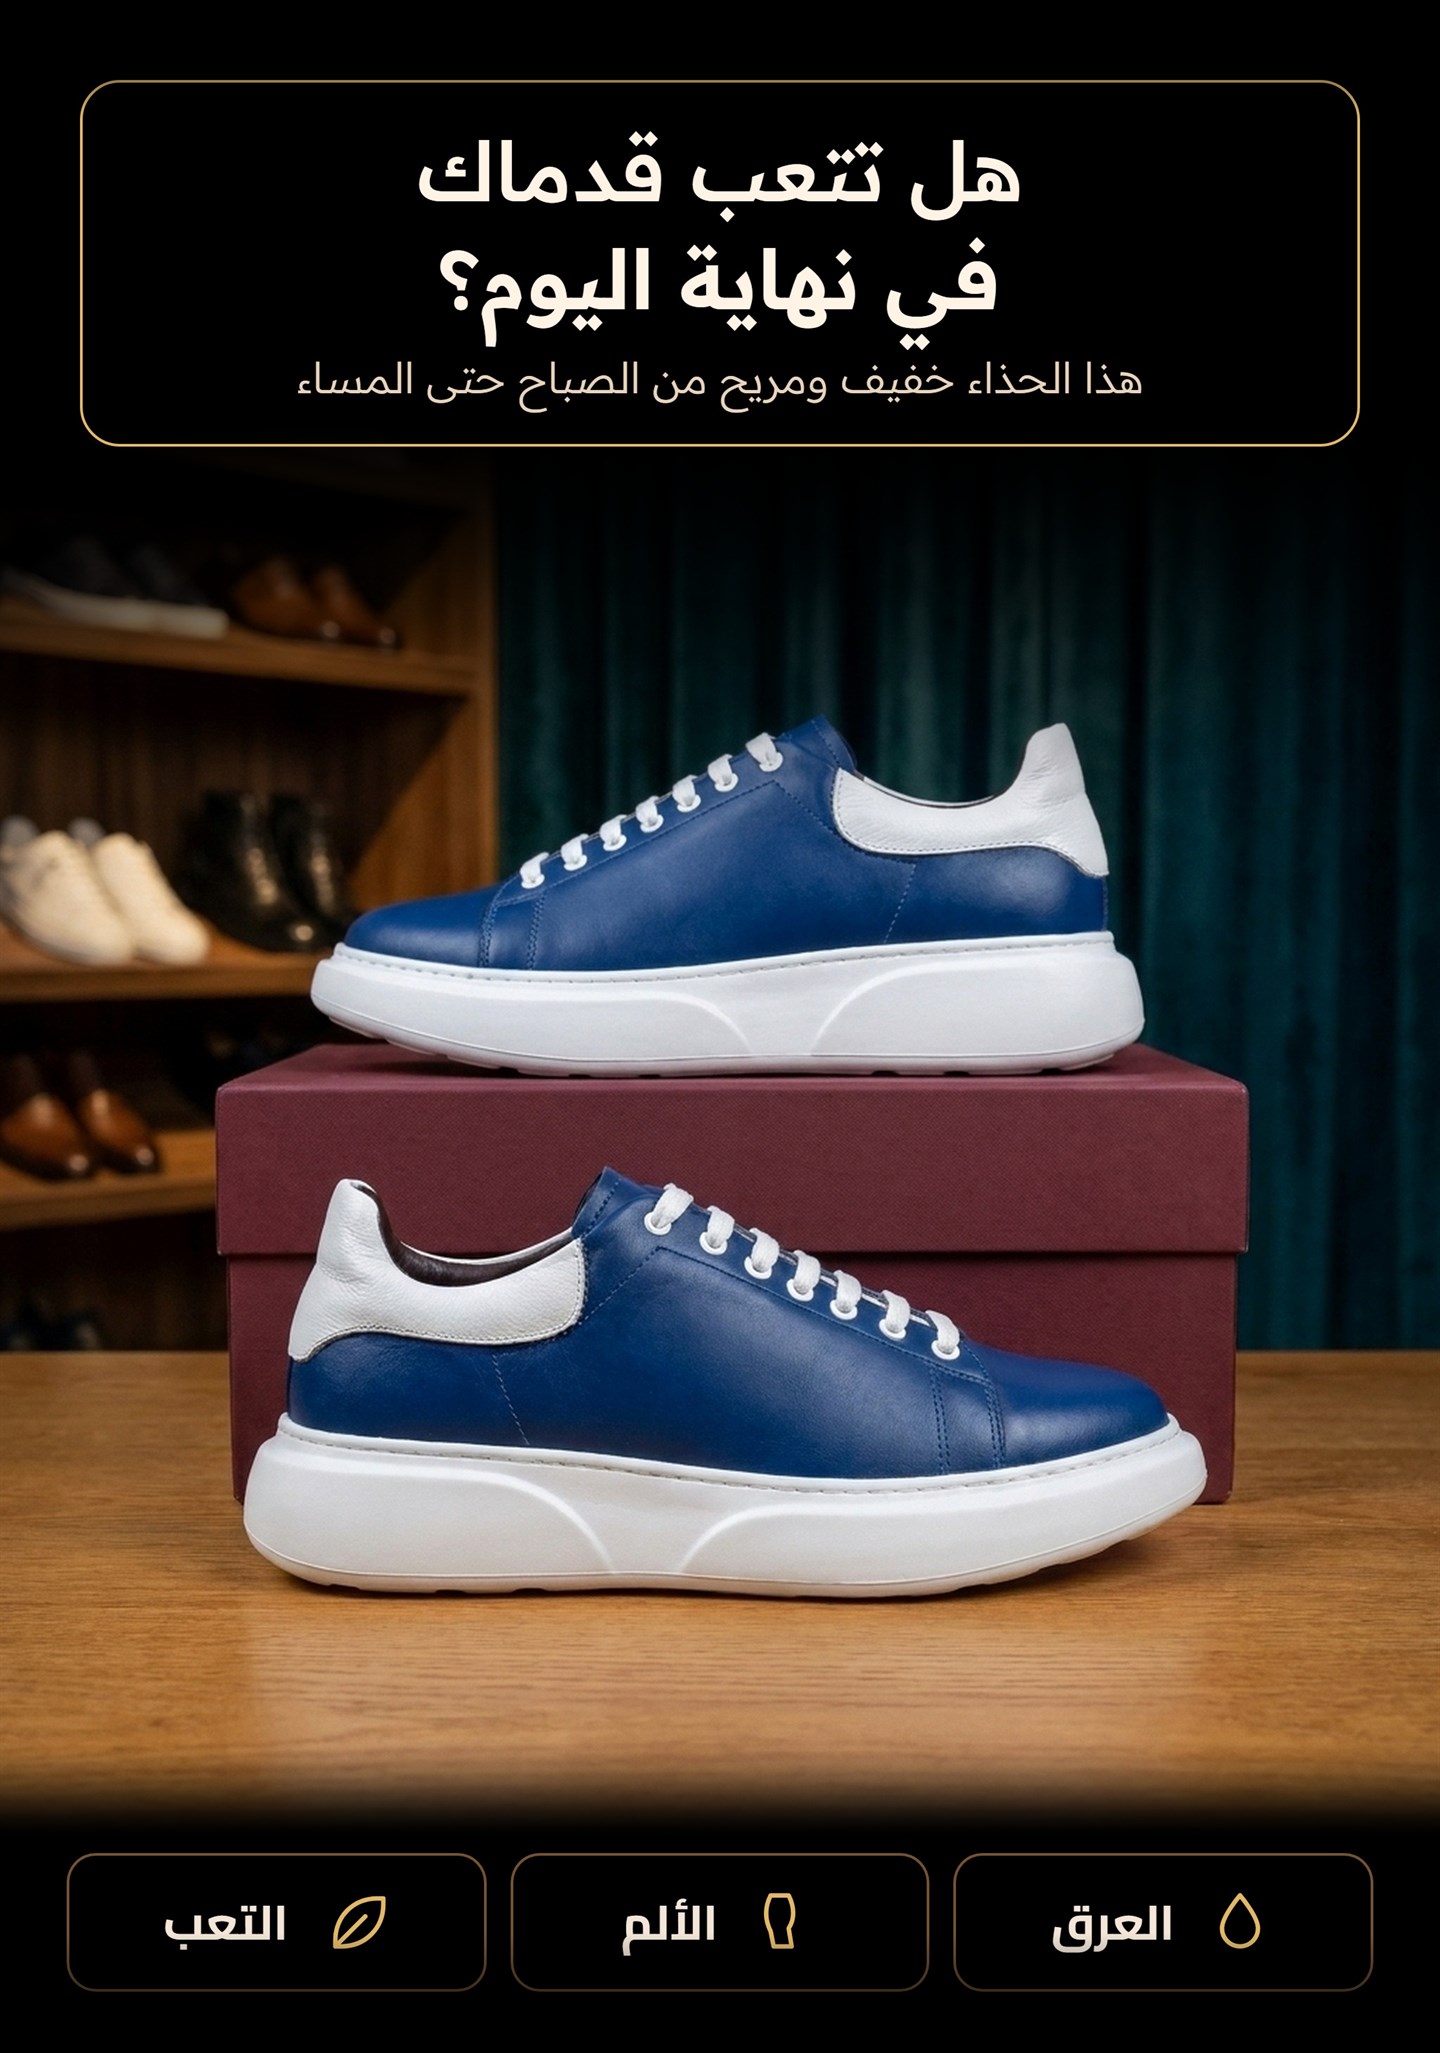 هل تتعب قدماك
في نهاية اليوم؟
هذا الحذاء خفيف ومريح من الصباح حتى المساء
العرق
الألم
التعب